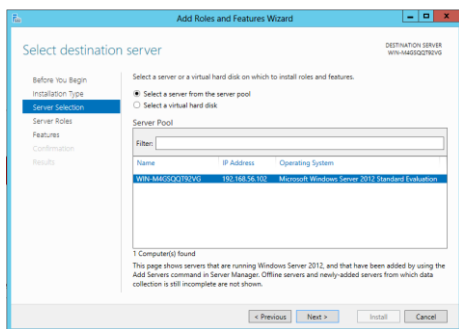 Add Roles and Features Wizard
Select destination server
DESTINATION SERVER
WIN-M4GSQQT92VG
Before You Begin
Installation Type
Server Selection
Server Roles
Features
Confirmation
Results
Select a server or a virtual hard disk on which to install roles and features.
Select a server from the server pool
Select a virtual hard disk
Server Pool
Filter:
Name IP Address Operating System
WIN-M4GSQQT92VG 192.168.56.102 Microsoft Windows Server 2012 Standard Evaluation
1 Computer(s) found
This page shows servers that are running Windows Server 2012, and that have been added by using the
Add Servers command in Server Manager. Offline servers and newly-added servers from which data
collection is still incomplete are not shown.
< Previous Next > Install Cancel